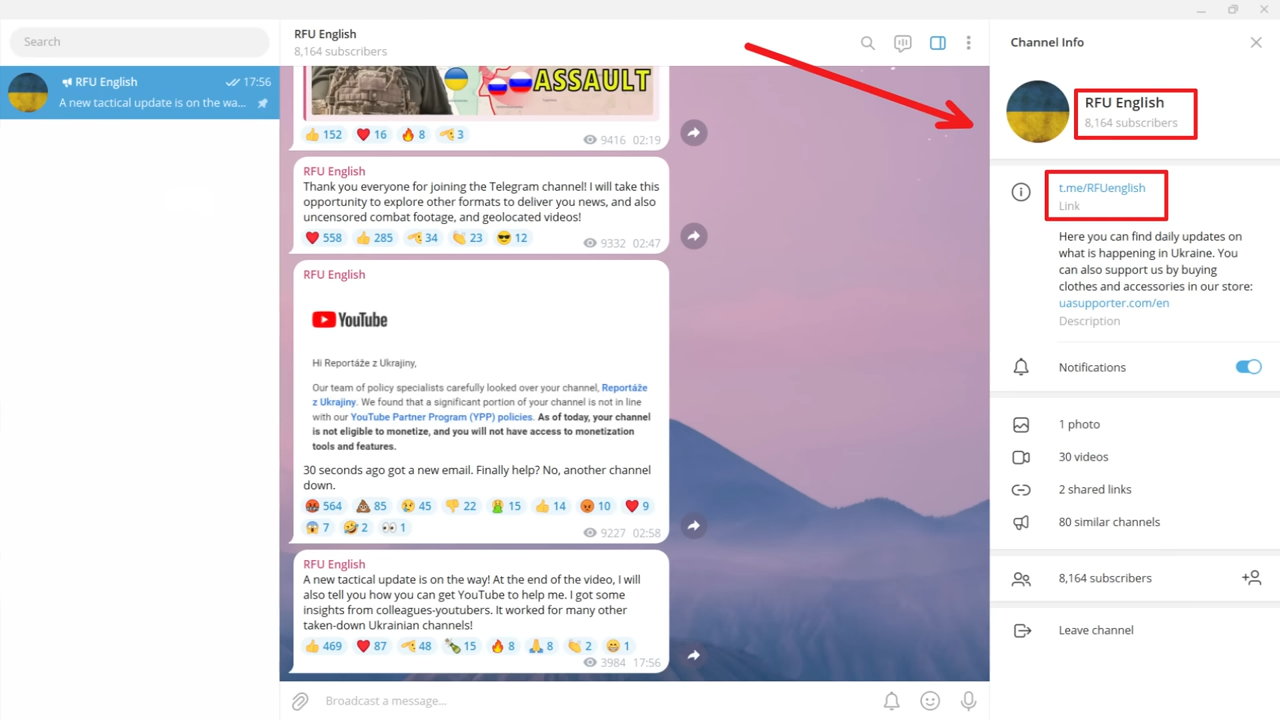 Search
RFU English
17:56
A new tactical update is on the wa...
RFU English
8,164 subscribers
ASSAULT
152 16 8 3
9416 02:19
RFU English
Thank you everyone for joining the Telegram channel! I will take this
opportunity to explore other formats to deliver you news, and also
uncensored combat footage, and geolocated videos!
558 285 34 23 12
9332 02:47
RFU English
YouTube
Hi Reportáže z Ukrajiny,
Our team of policy specialists carefully looked over your channel, Reportáže
z Ukrajiny. We found that a significant portion of your channel is not in line
with our YouTube Partner Program (YPP) policies. As of today, your channel
is not eligible to monetize, and you will not have access to monetization
tools and features.
30 seconds ago got a new email. Finally help? No, another channel
down.
564 85 45 22 15 14 10 9
7 2 1
9227 02:58
RFU English
A new tactical update is on the way! At the end of the video, I will
also tell you how you can get YouTube to help me. I got some
insights from colleagues-youtubers. It worked for many other
taken-down Ukrainian channels!
469 87 48 15 8 8 2 1
3984 17:56
Broadcast a message...
Channel Info
RFU English
8,164 subscribers
t.me/RFUenglish
Link
Here you can find daily updates on
what is happening in Ukraine. You
can also support us by buying
clothes and accessories in our store:
uasupporter.com/en
Description
Notifications
1 photo
30 videos
2 shared links
80 similar channels
8,164 subscribers
Leave channel